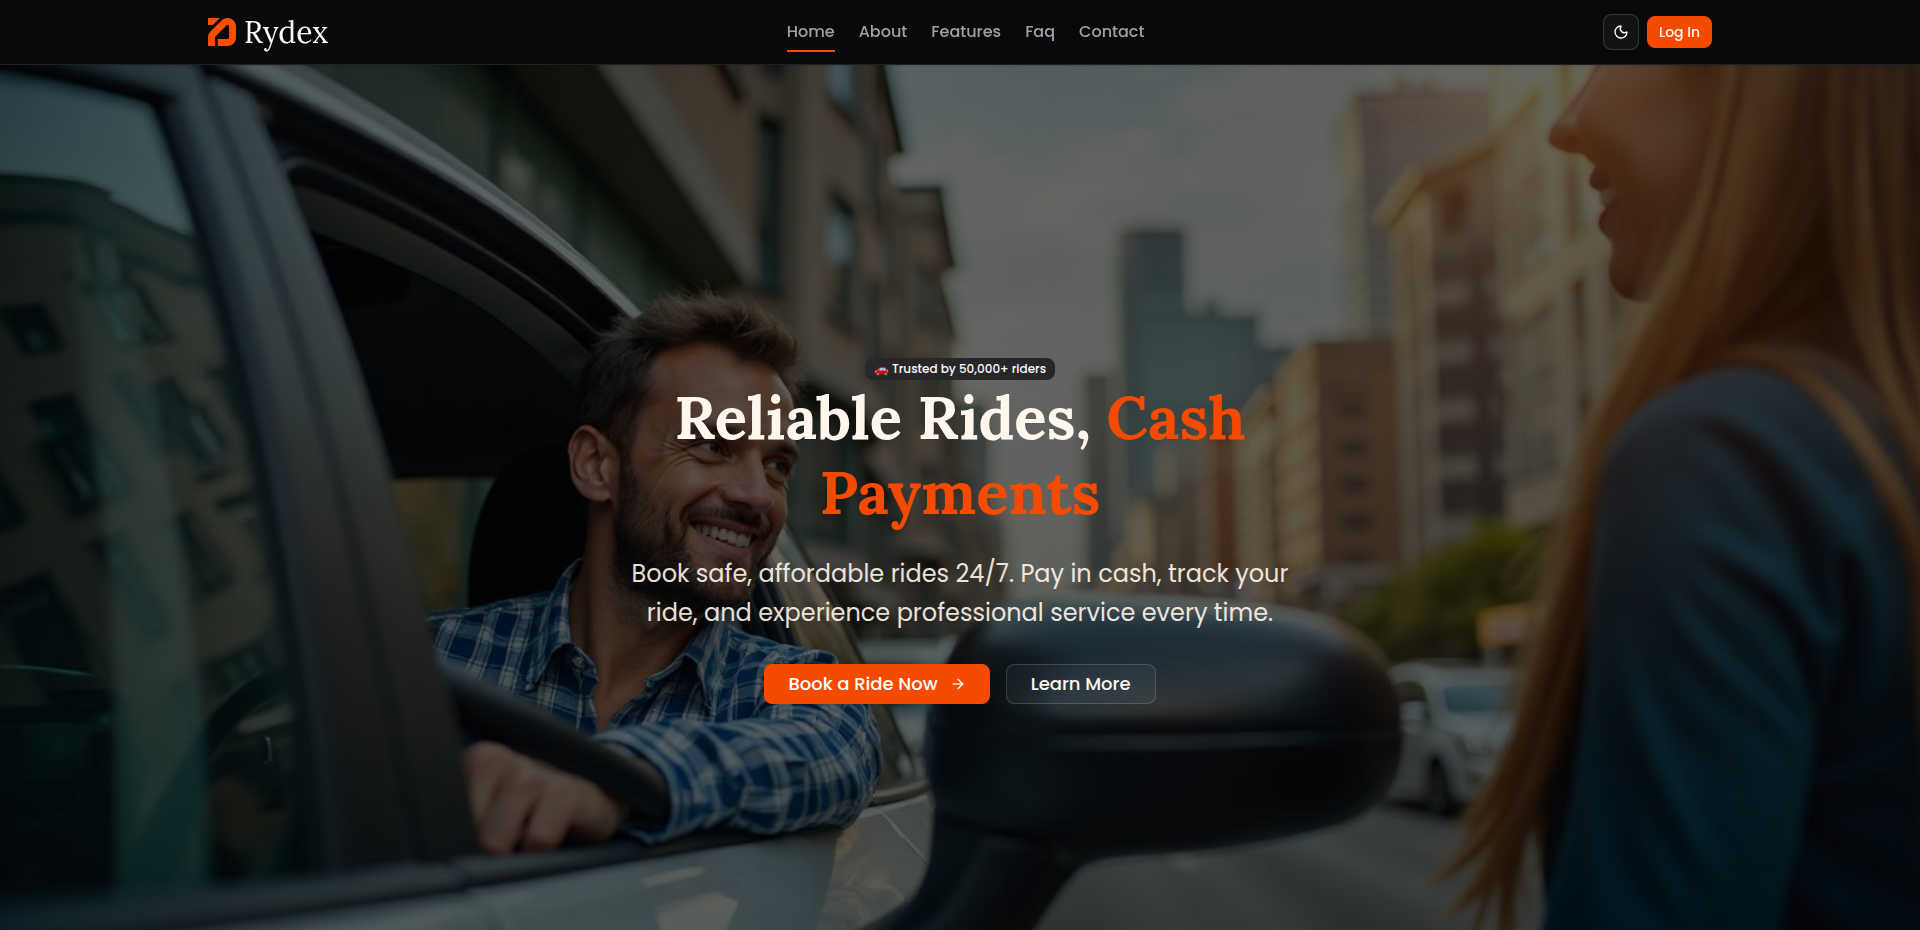 Rydex
Home
About
Features
Faq
Contact
Log In
🚗 Trusted by 50,000+ riders
Reliable Rides, Cash
Payments
Book safe, affordable rides 24/7. Pay in cash, track your
ride, and experience professional service every time.
Book a Ride Now →
Learn More